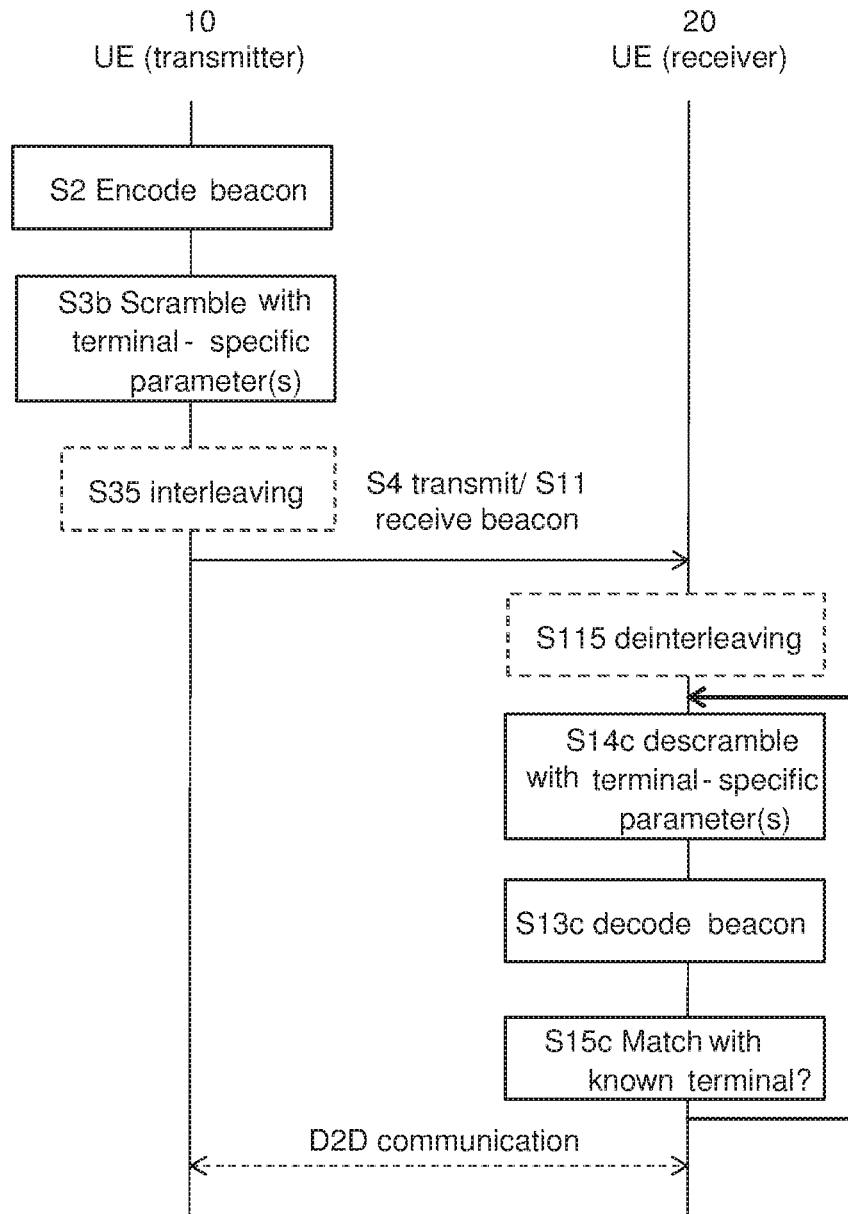 10
UE (transmitter)
20
UE (receiver)
S2 Encode beacon
S3b Scramble with
terminal - specific
parameter(s)
S35 interleaving
S4 transmit/ S11
receive beacon
S115 deinterleaving
S14c descramble
with terminal - specific
parameter(s)
S13c decode beacon
S15c Match with
known terminal?
D2D communication